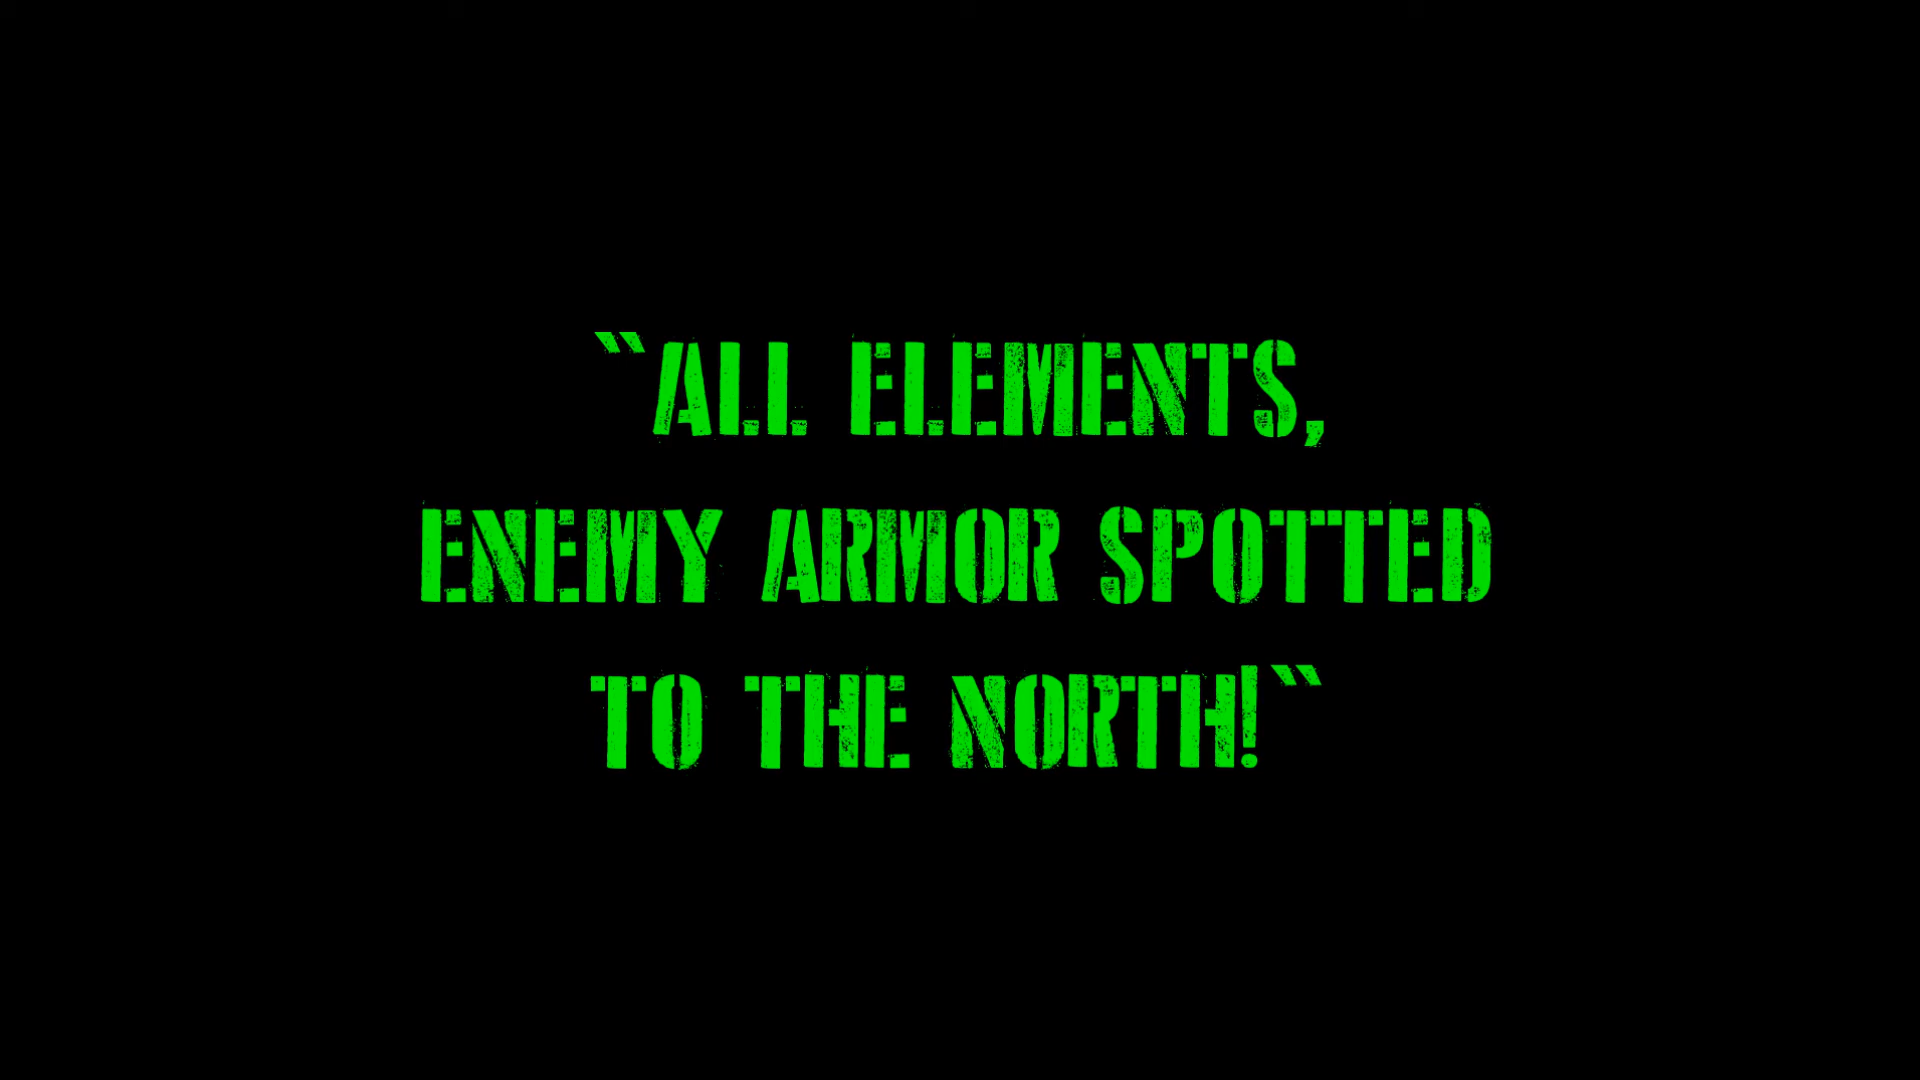 ‶ALL ELEMENTS,
ENEMY ARMOR SPOTTED
TO THE NORTH!‶